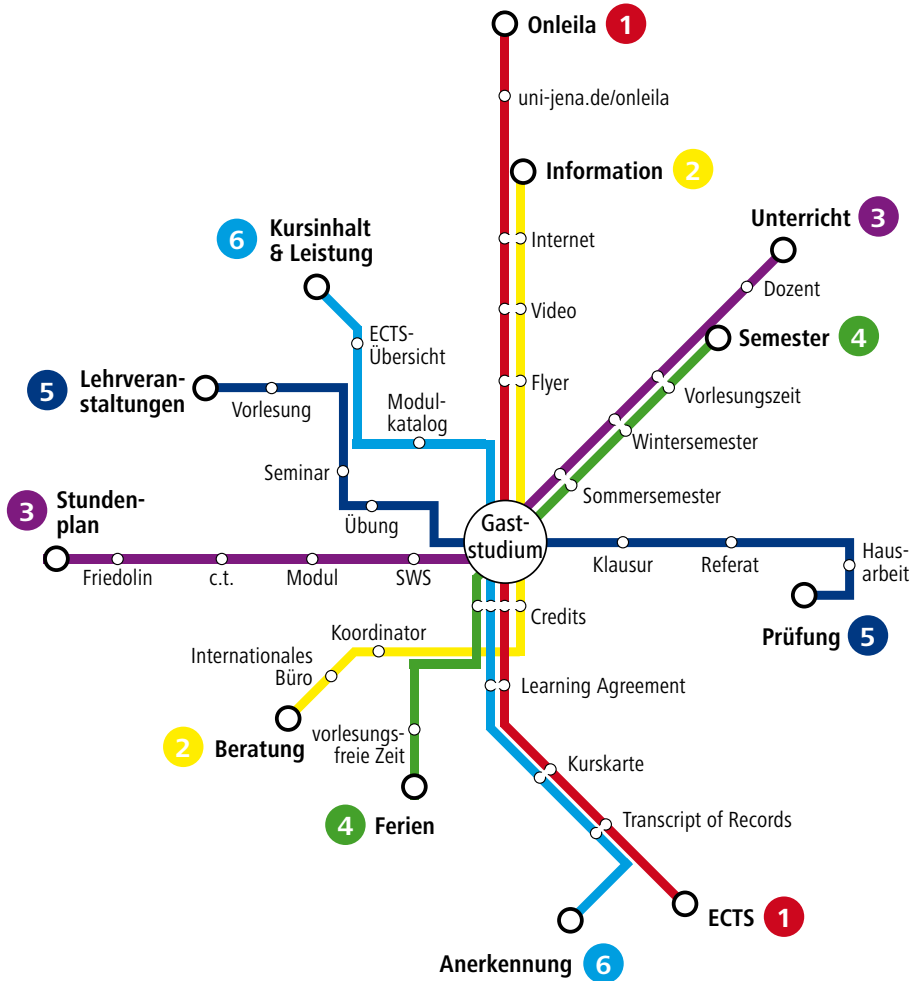 Onleila 1
uni-jena.de/onleila
Information 2
Unterricht 3
6 Kursinhalt
& Leistung
Internet
Dozent
Video
ECTS-
Übersicht
Semester 4
5 Lehrveran-
staltungen
Flyer
Vorlesungszeit
Vorlesung
Modul-
katalog
Wintersemester
Seminar
Sommersemester
3 Stunden-
plan
Übung
Gast-
studium
Friedolin
c.t.
Modul
SWS
Klausur
Referat
Haus-
arbeit
Credits
Prüfung 5
Koordinator
Internationales
Büro
Learning Agreement
2 Beratung
vorlesungs-
freie Zeit
Kurskarte
4 Ferien
Transcript of Records
ECTS 1
Anerkennung 6